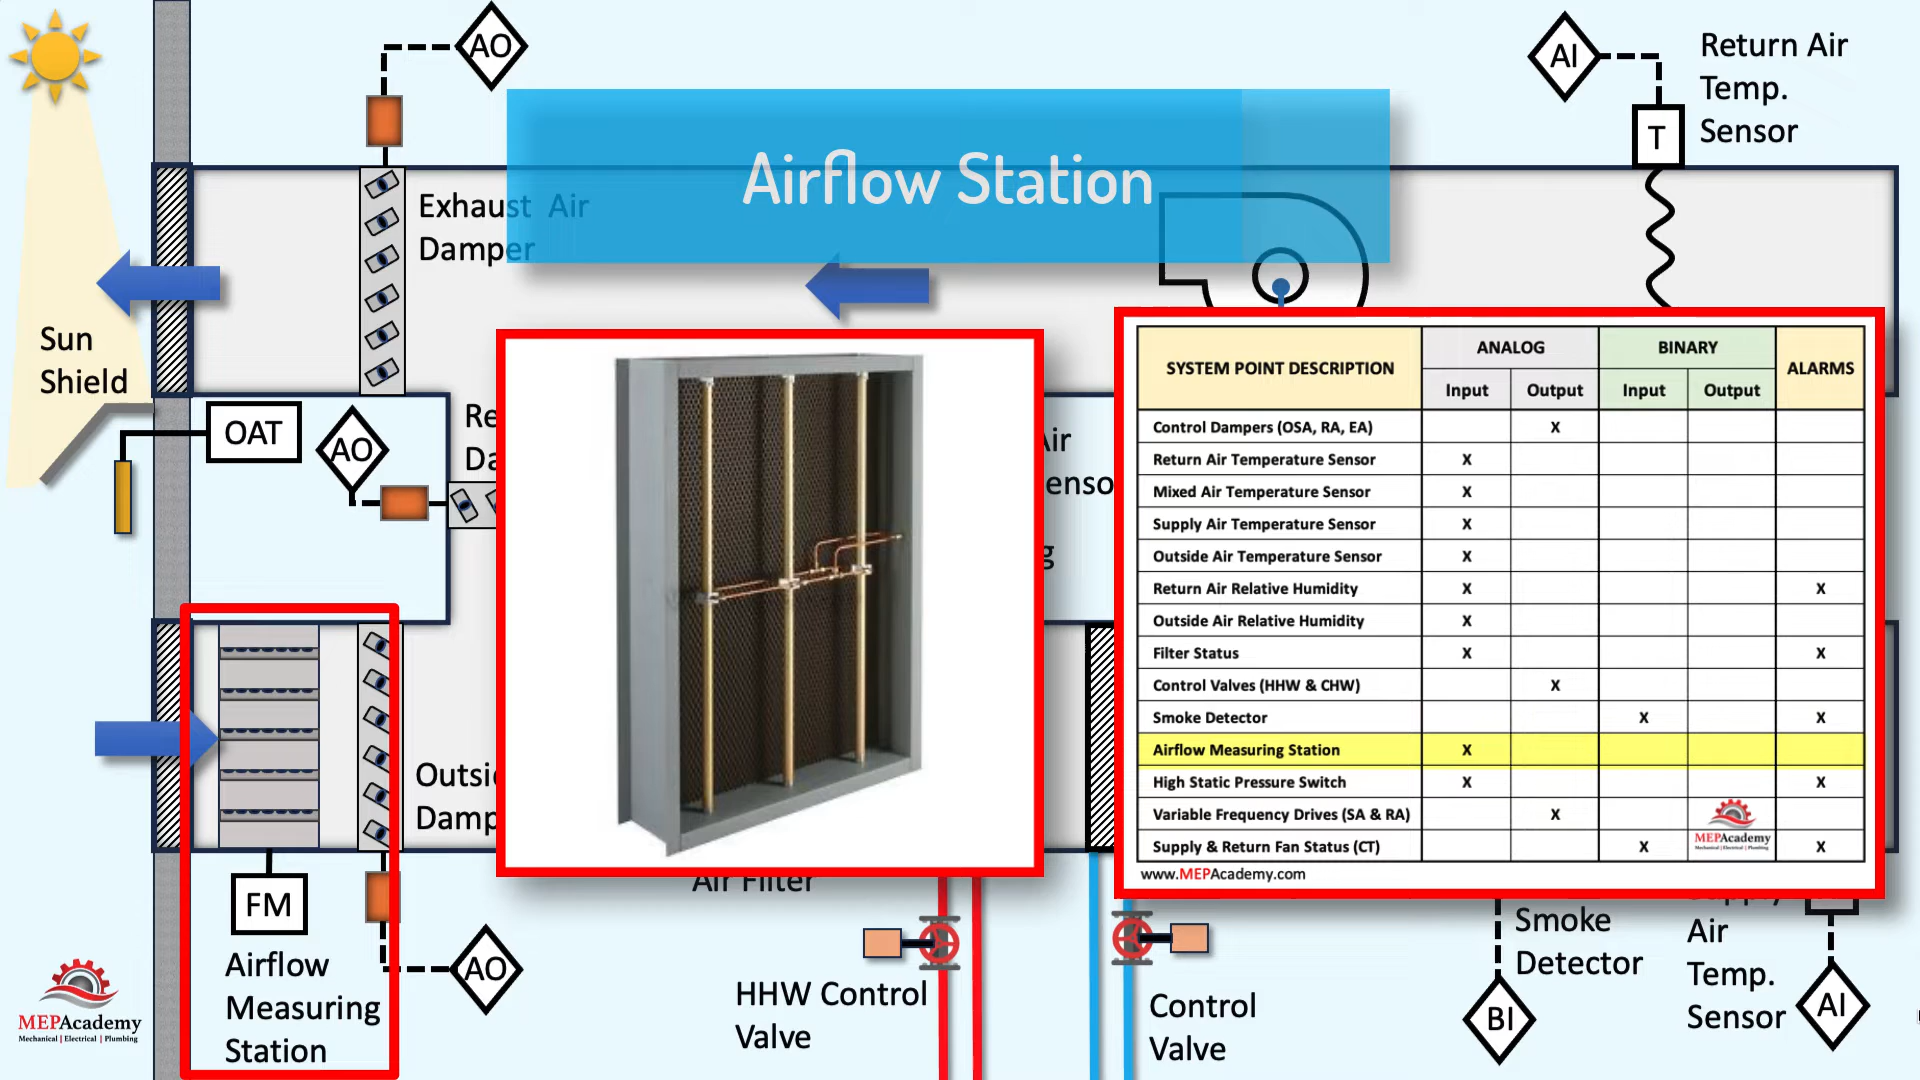 AO
AI
Return Air
Temp.
Sensor
T
Airflow Station
Exhaust Air
Damper
Sun
Shield
OAT
AO
Re
Da
Air
enso
g
SYSTEM POINT DESCRIPTION ANALOG BINARY ALARMS
Input Output Input Output
Control Dampers (OSA, RA, EA) X
Return Air Temperature Sensor X
Mixed Air Temperature Sensor X
Supply Air Temperature Sensor X
Outside Air Temperature Sensor X
Return Air Relative Humidity X X
Outside Air Relative Humidity X
Filter Status X X
Control Valves (HHW & CHW) X
Smoke Detector X X
Airflow Measuring Station X
High Static Pressure Switch X X
Variable Frequency Drives (SA & RA) X
Supply & Return Fan Status (CT) X X
MEPAcademy
Mechanical | Electrical | Plumbing
www.MEPAcademy.com
Outsi
Damp
Air Filter
FM
Airflow
Measuring
Station
AO
HHW Control
Valve
Control
Valve
Smoke
Detector
BI
Supply
Air
Temp.
Sensor
AI
MEPAcademy
Mechanical | Electrical | Plumbing